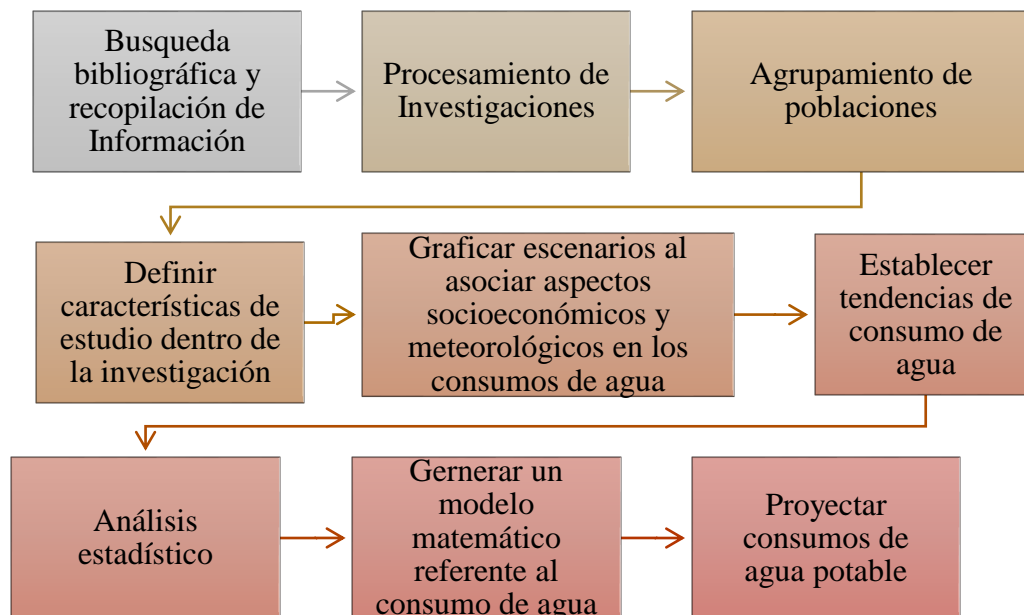 Busqueda
bibliográfica y
recopilación de
Información
Procesamiento de
Investigaciones
Agrupamiento de
poblaciones
Definir
características de
estudio dentro de
la investigación
Graficar escenarios al
asociar aspectos
socioeconómicos y
meteorológicos en los
consumos de agua
Establecer
tendencias de
consumo de
agua
Análisis
estadístico
Gernerar un
modelo
matemático
referente al
consumo de agua
Proyectar
consumos de
agua potable